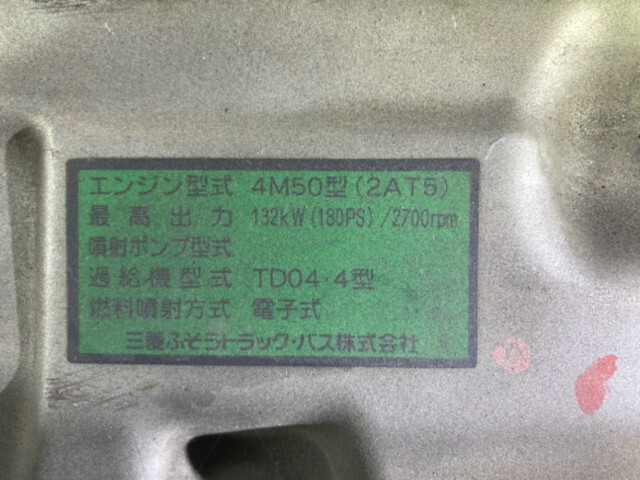 エンジン型式 4M50型(2AT5)
最高出力 132kW(180PS)/2700rpm
噴射ポンプ型式
過給機型式 TD04-4型
燃料噴射方式 電子式
三菱ふそうトラック・バス株式会社